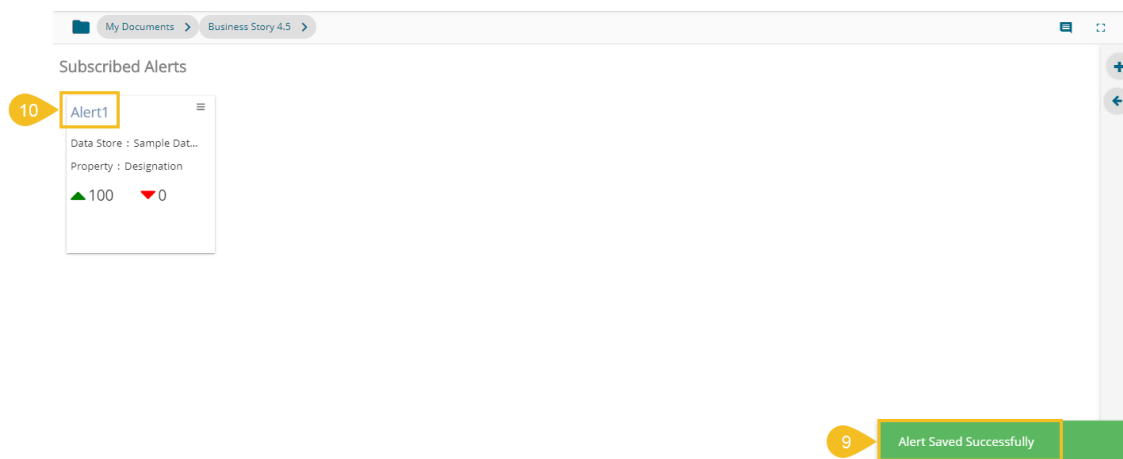 My Documents
Business Story 4.5
Subscribed Alerts
10
Alert1
Data Store : Sample Dat...
Property : Designation
100
0
9
Alert Saved Successfully